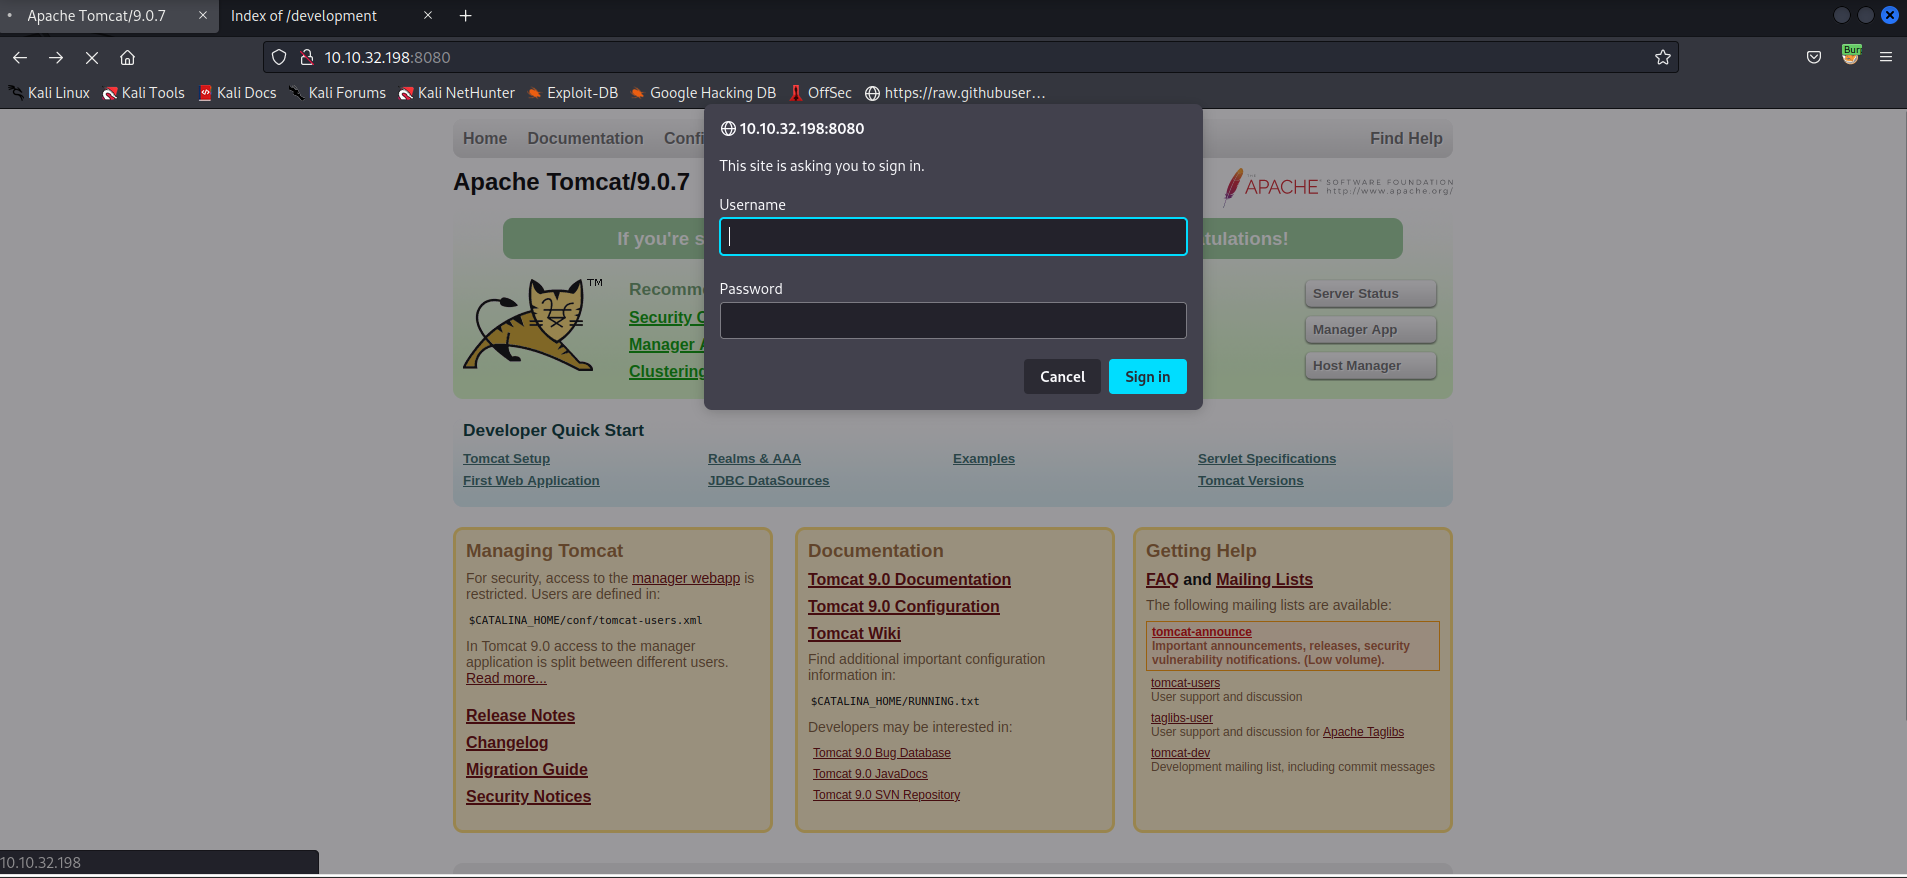 Apache Tomcat/9.0.7
Index of /development
10.10.32.198:8080
Burp
Kali Linux Kali Tools Kali Docs Kali Forums Kali NetHunter Exploit-DB Google Hacking DB OffSec https://raw.githubuser…
10.10.32.198:8080
This site is asking you to sign in.
Username
Password
Cancel Sign in
Home Documentation Find Help
Apache Tomcat/9.0.7
THE APACHE SOFTWARE FOUNDATION
http://www.apache.org/
If you're
TM
Security
Manager
Clustering
Server Status
Manager App
Host Manager
Developer Quick Start
Tomcat Setup
First Web Application
Realms & AAA
JDBC DataSources
Examples
Servlet Specifications
Tomcat Versions
Managing Tomcat
For security, access to the manager webapp is
restricted. Users are defined in:
$CATALINA_HOME/conf/tomcat-users.xml
In Tomcat 9.0 access to the manager
application is split between different users.
Read more...
Release Notes
Changelog
Migration Guide
Security Notices
Documentation
Tomcat 9.0 Documentation
Tomcat 9.0 Configuration
Tomcat Wiki
Find additional important configuration
information in:
$CATALINA_HOME/RUNNING.txt
Developers may be interested in:
Tomcat 9.0 Bug Database
Tomcat 9.0 JavaDocs
Tomcat 9.0 SVN Repository
Getting Help
FAQ and Mailing Lists
The following mailing lists are available:
tomcat-announce
Important announcements, releases, security
vulnerability notifications. (Low volume).
tomcat-users
User support and discussion
taglibs-user
User support and discussion for Apache Taglibs
tomcat-dev
Development mailing list, including commit messages
10.10.32.198